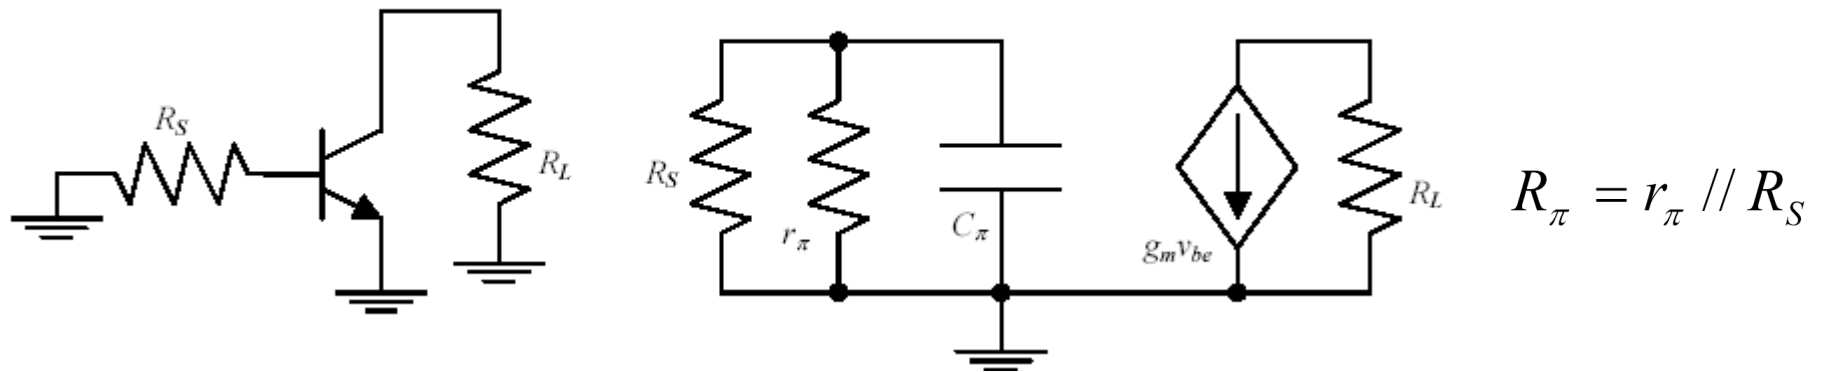 R_S
R_L
R_S
r_π
C_π
g_m v_be
R_L
R_π = r_π // R_S